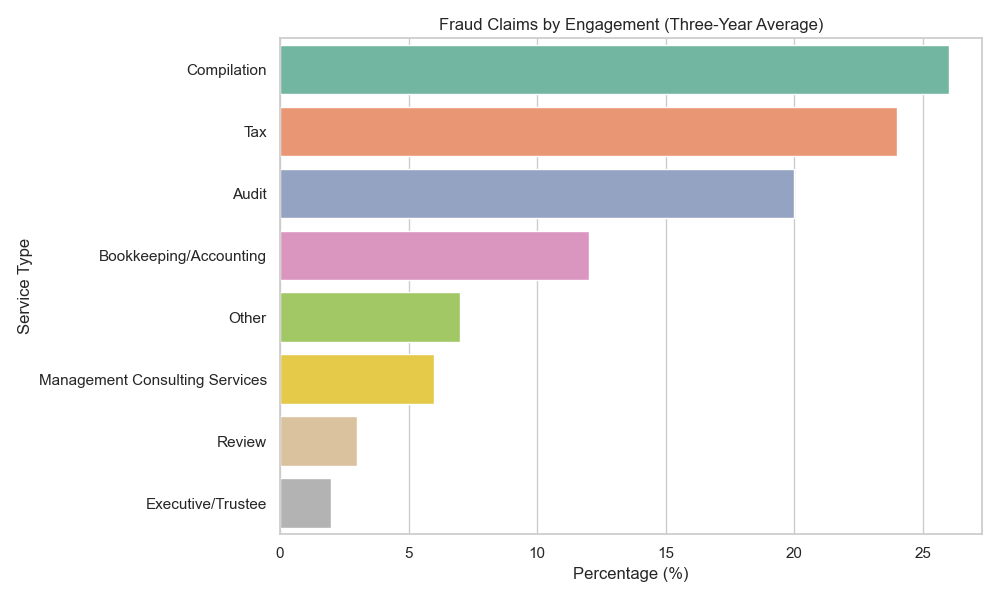 Fraud Claims by Engagement (Three-Year Average)
Service Type
Compilation
Tax
Audit
Bookkeeping/Accounting
Other
Management Consulting Services
Review
Executive/Trustee
0 5 10 15 20 25
Percentage (%)